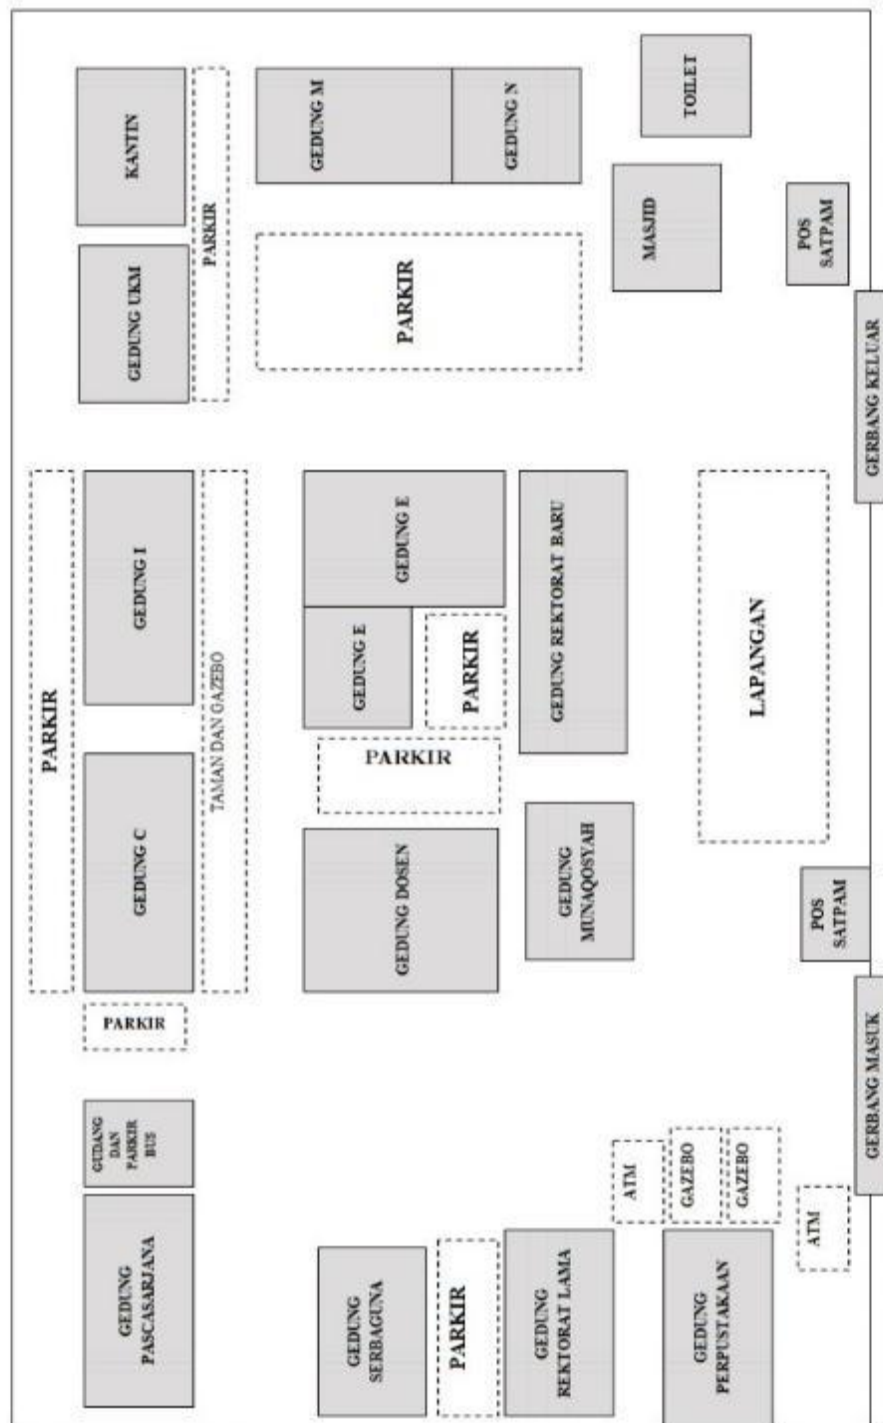 TOILET
KANTIN
GEDUNG M
GEDUNG N
PARKIR
MASJID
POS
SATPAM
GEDUNG UKM
PARKIR
GERBANG KELUAR
PARKIR
GEDUNG I
TAMAN DAN GAZEBO
GEDUNG E
GEDUNG E
PARKIR
GEDUNG REKTORAT BARU
LAPANGAN
PARKIR
GEDUNG C
GEDUNG DOSEN
GEDUNG
MUNAQOSYAH
POS
SATPAM
PARKIR
GERBANG MASUK
GUDANG
DAN
PARKIR
BUS
ATM
GAZEBO
GAZEBO
ATM
GEDUNG
PASCASARJANA
GEDUNG
SERBAGUNA
PARKIR
GEDUNG
REKTORAT LAMA
GEDUNG
PERPUSTAKAAN